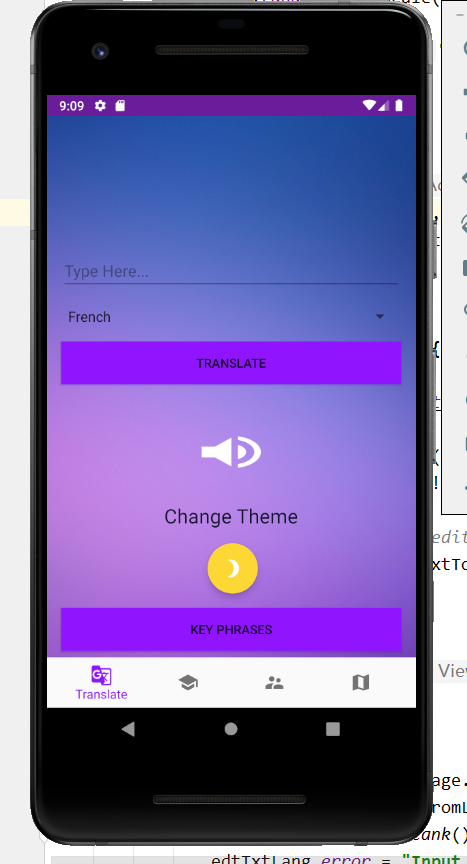 9:09
Type Here...
French
TRANSLATE
Change Theme
KEY PHRASES
Translate
View
age.
edit
xtTo
ank()
edtTxtLang.error = "Input